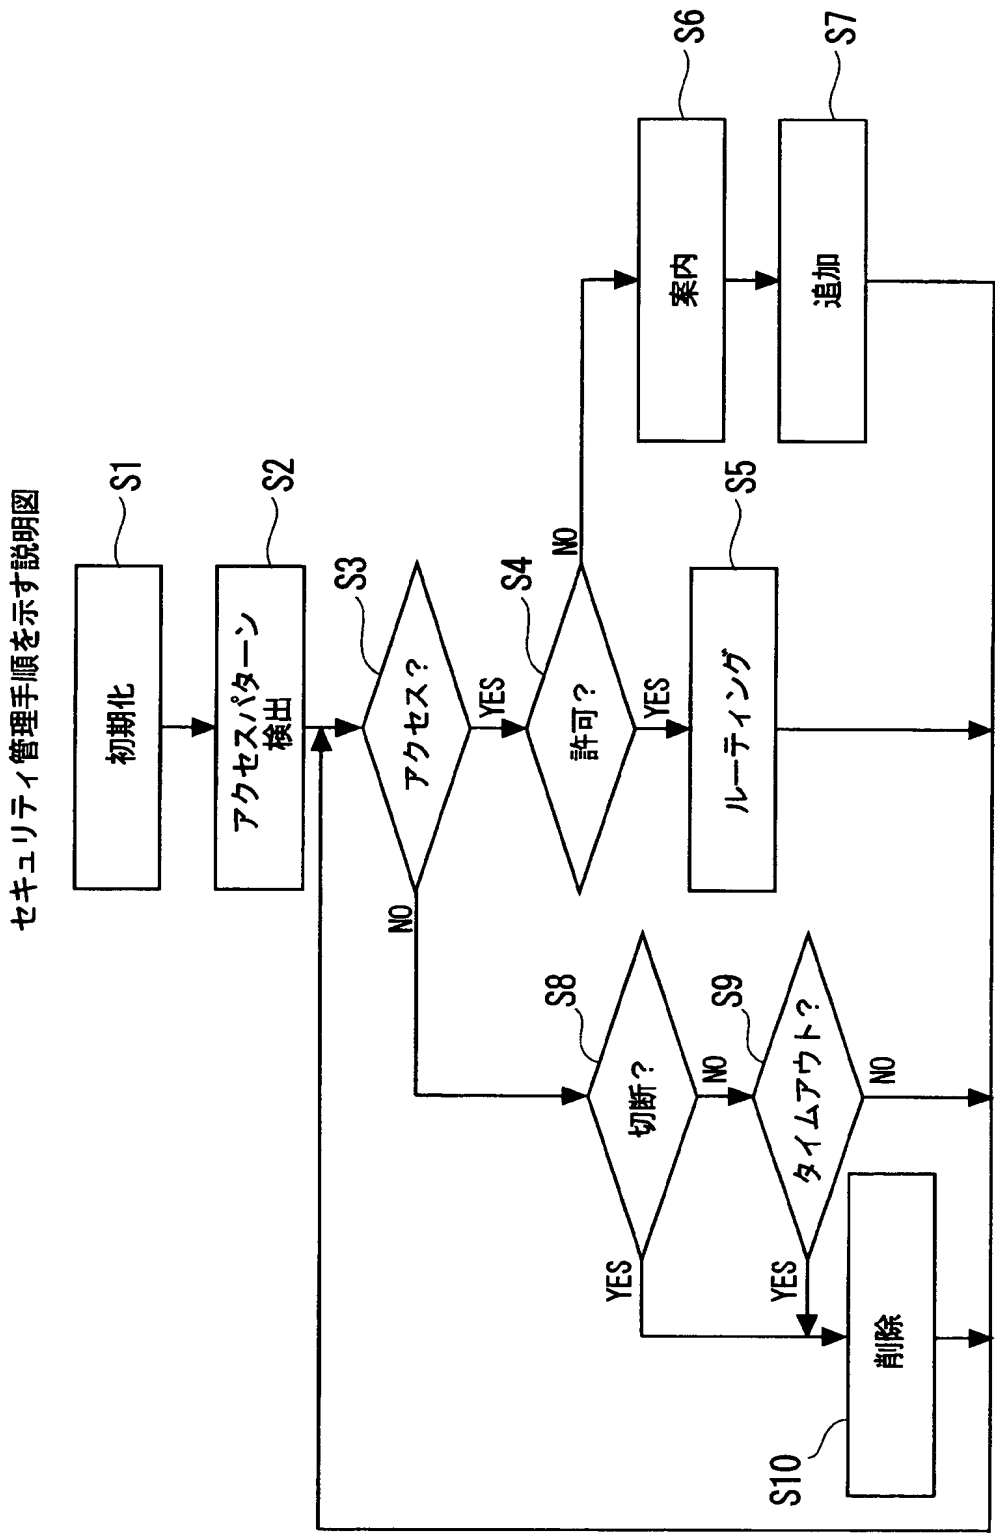 セキュリティ管理手順を示す説明図
初期化
S1
アクセスパターン
検出
S2
アクセス？
S3
YES
NO
許可？
S4
YES
NO
ルーティング
S5
案内
S6
追加
S7
切断？
S8
YES
NO
タイムアウト？
S9
YES
NO
削除
S10